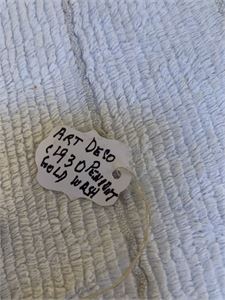 ART DECO
c1930 PENDANT
GOLD WASH